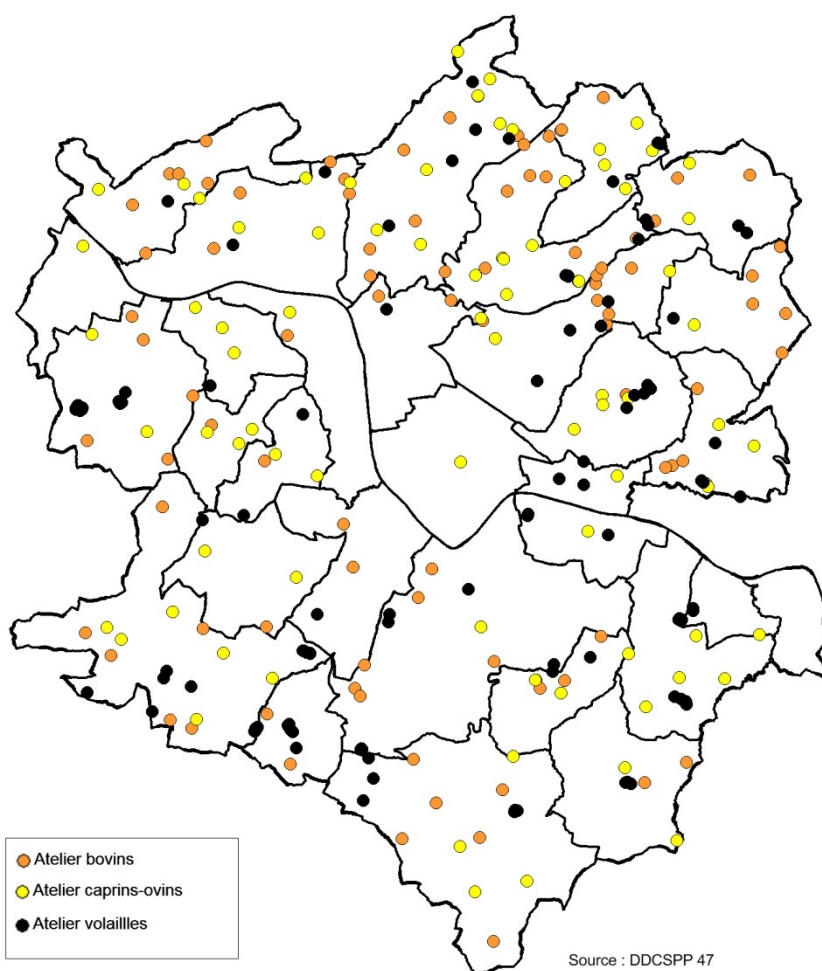 Atelier bovins
Atelier caprins-ovins
Atelier volaillles
Source : DDCSPP 47